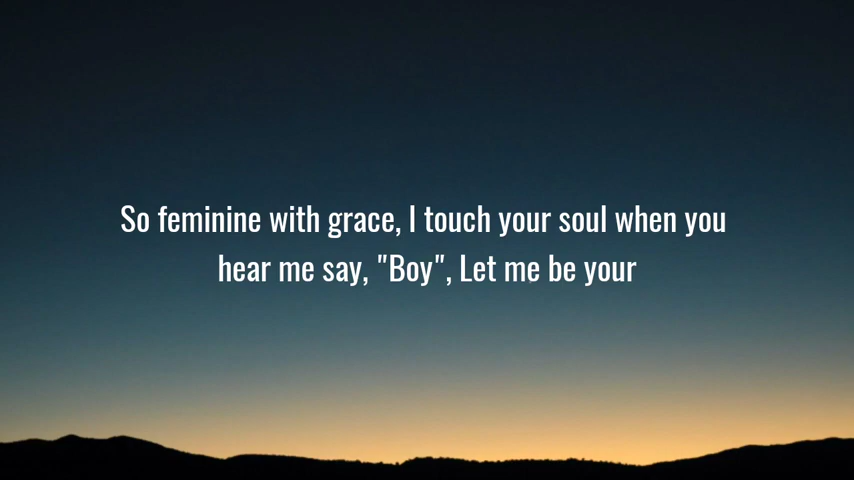 So feminine with grace, I touch your soul when you
hear me say, "Boy", Let me be your